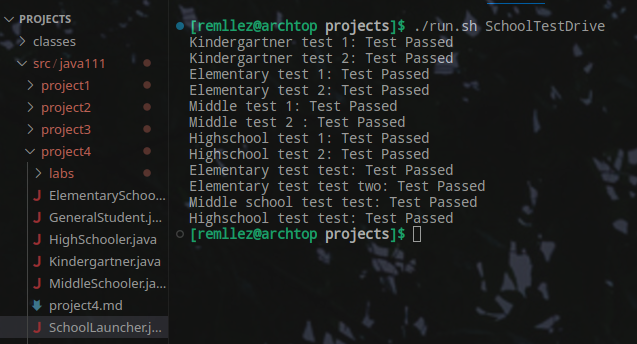 PROJECTS
classes
src/java111
project1
project2
project3
project4
labs
ElementarySchoo...
GeneralStudent.j...
HighSchooler.java
Kindergartner.java
MiddleSchooler.ja...
project4.md
SchoolLauncher.j...
[remllez@archtop projects]$ ./run.sh SchoolTestDrive
Kindergartner test 1: Test Passed
Kindergartner test 2: Test Passed
Elementary test 1: Test Passed
Elementary test 2: Test Passed
Middle test 1: Test Passed
Middle test 2 : Test Passed
Highschool test 1: Test Passed
Highschool test 2: Test Passed
Elementary test test: Test Passed
Elementary test test two: Test Passed
Middle school test test: Test Passed
Highschool test test: Test Passed
[remllez@archtop projects]$